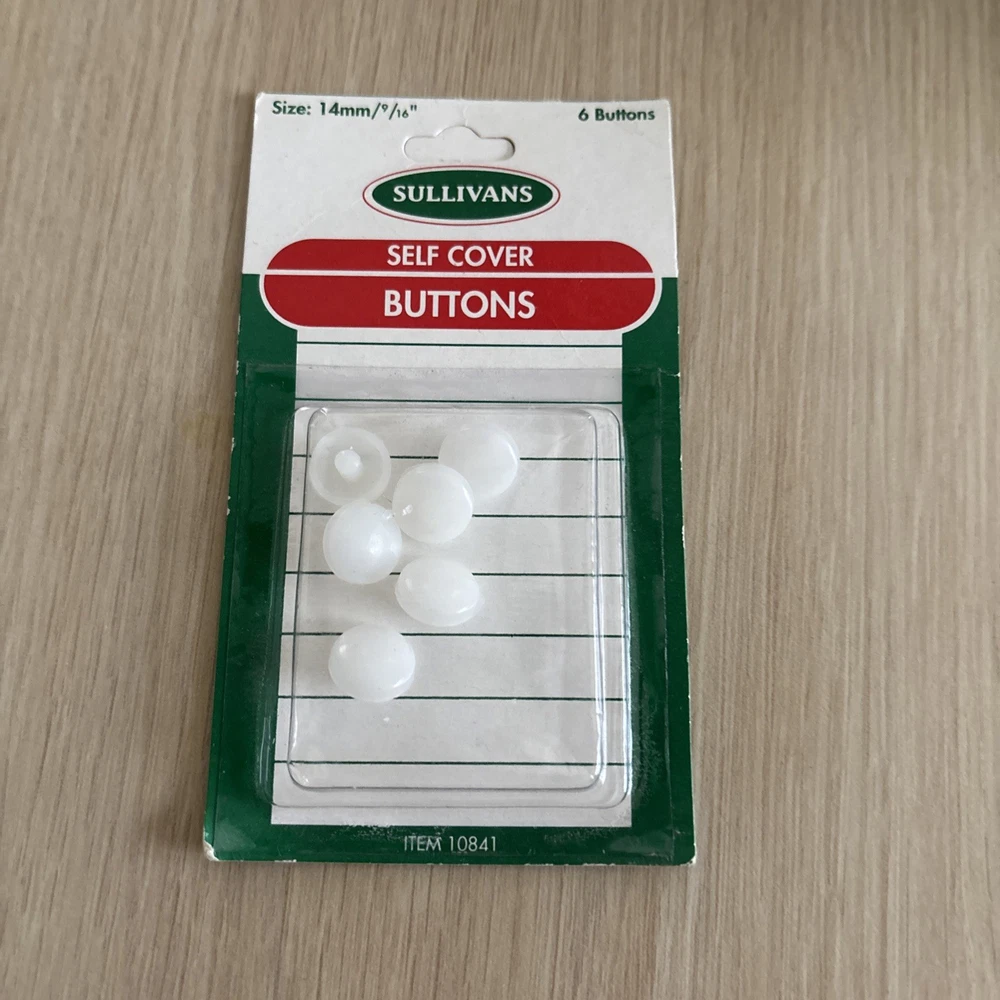 Size: 14mm/9/16"
6 Buttons
SULLIVANS
SELF COVER
BUTTONS
ITEM 10841